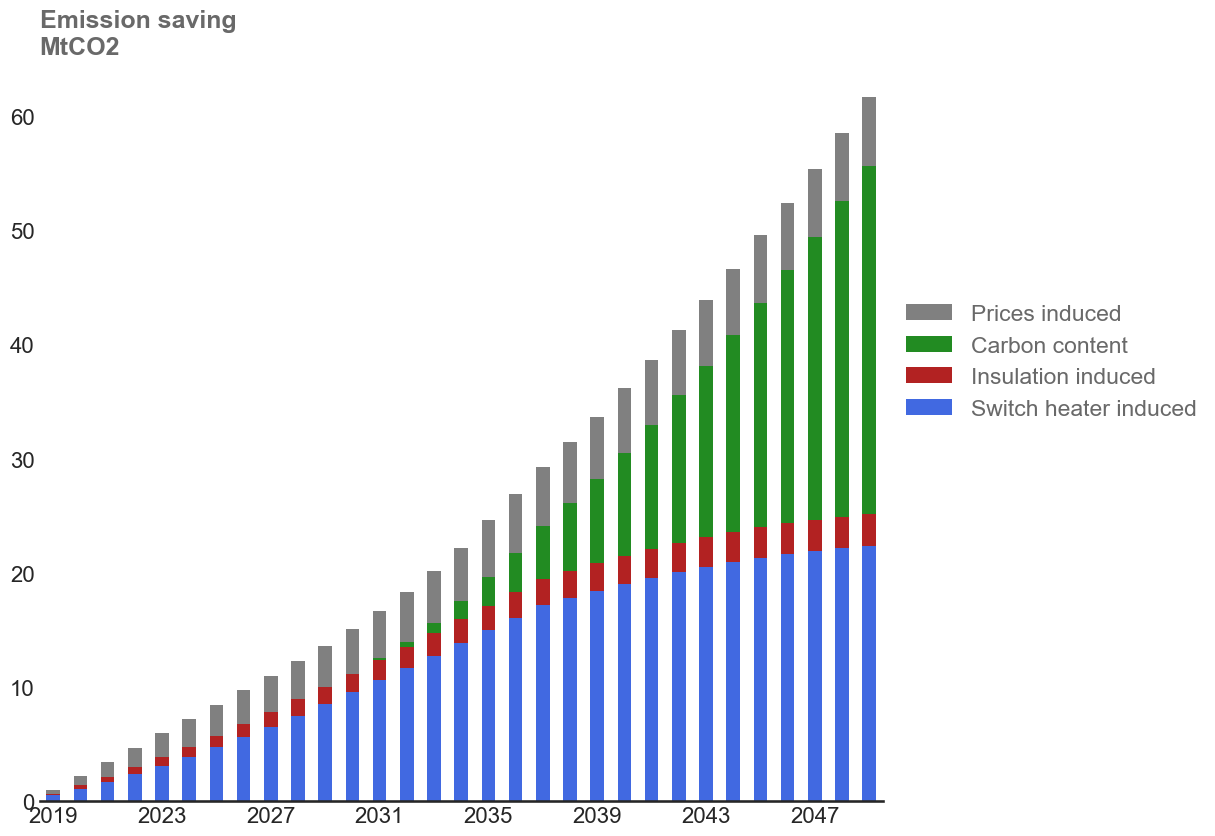 Emission saving
MtCO2
60
50
40
30
20
10
0
2019 2023 2027 2031 2035 2039 2043 2047
Prices induced
Carbon content
Insulation induced
Switch heater induced